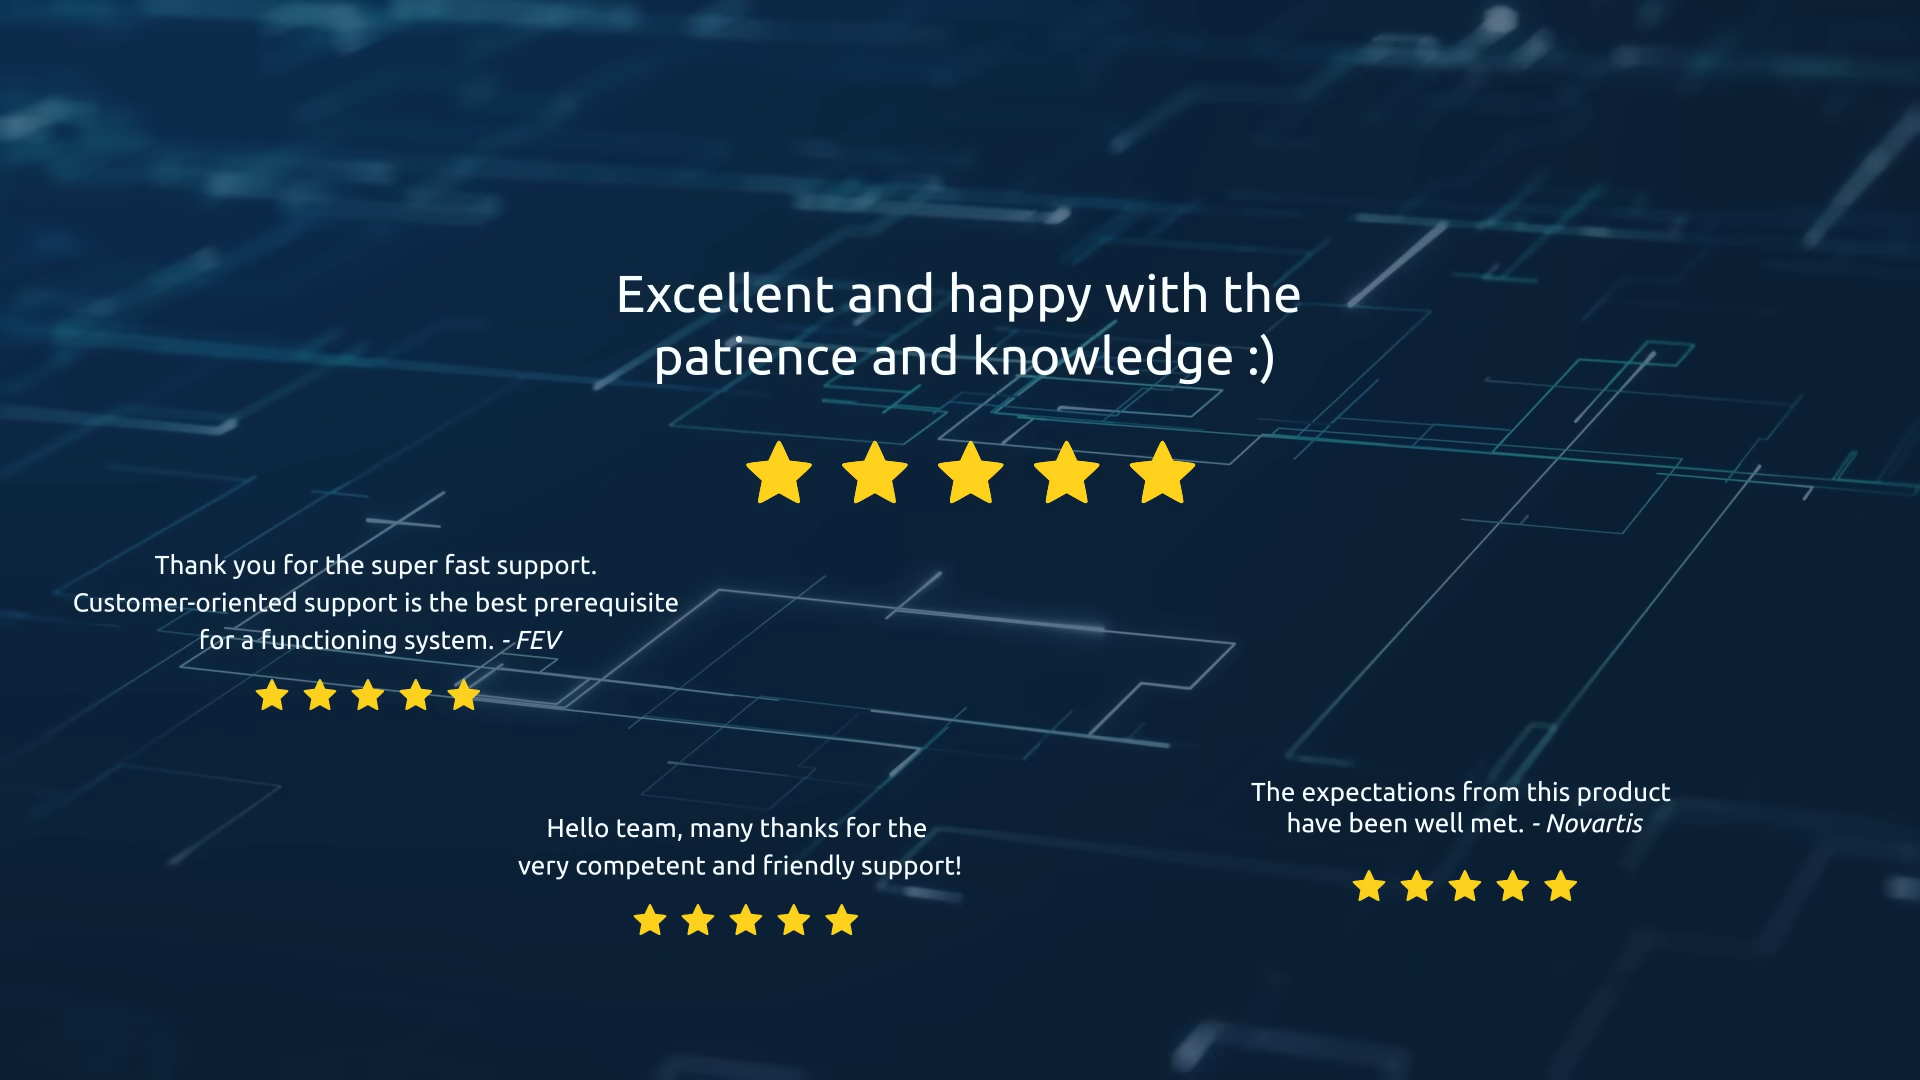 Excellent and happy with the
patience and knowledge :)
Thank you for the super fast support.
Customer-oriented support is the best prerequisite
for a functioning system. - FEV
Hello team, many thanks for the
very competent and friendly support!
The expectations from this product
have been well met. - Novartis